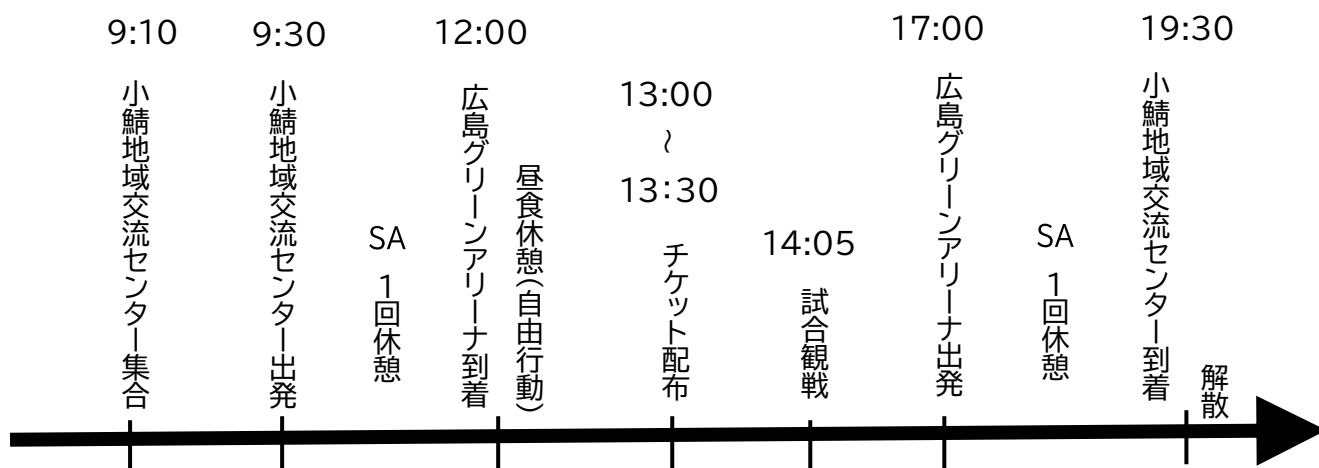 9:10
小鯖地域交流センター集合
9:30
小鯖地域交流センター出発
SA
1回休憩
12:00
広島グリーンアリーナ到着
昼食休憩(自由行動)
13:00
~
13:30
チケット配布
14:05
試合観戦
17:00
広島グリーンアリーナ出発
SA
1回休憩
19:30
小鯖地域交流センター到着
解散